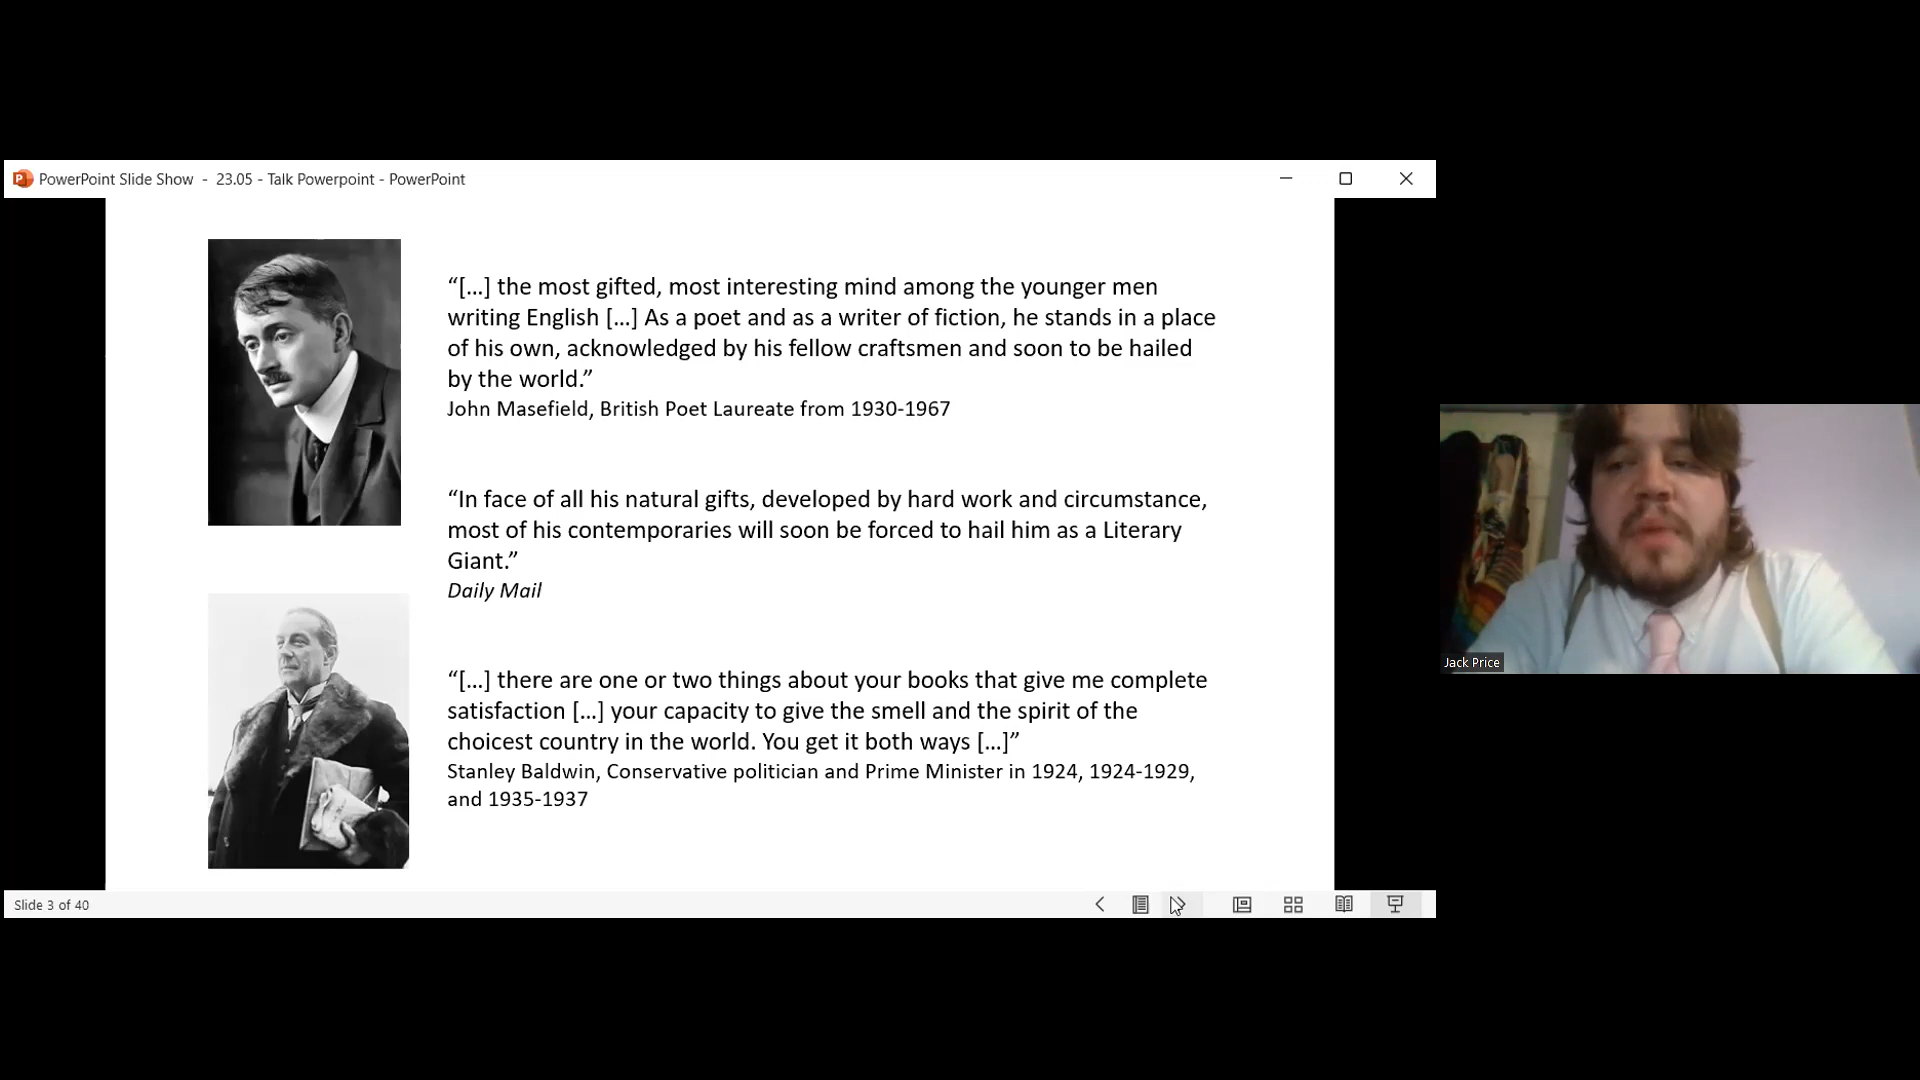 PowerPoint Slide Show - 23.05 - Talk Powerpoint - PowerPoint
“[...] the most gifted, most interesting mind among the younger men
writing English [...] As a poet and as a writer of fiction, he stands in a place
of his own, acknowledged by his fellow craftsmen and soon to be hailed
by the world.”
John Masefield, British Poet Laureate from 1930-1967
“In face of all his natural gifts, developed by hard work and circumstance,
most of his contemporaries will soon be forced to hail him as a Literary
Giant.”
Daily Mail
“[...] there are one or two things about your books that give me complete
satisfaction [...] your capacity to give the smell and the spirit of the
choicest country in the world. You get it both ways [...]”
Stanley Baldwin, Conservative politician and Prime Minister in 1924, 1924-1929,
and 1935-1937
Jack Price
Slide 3 of 40